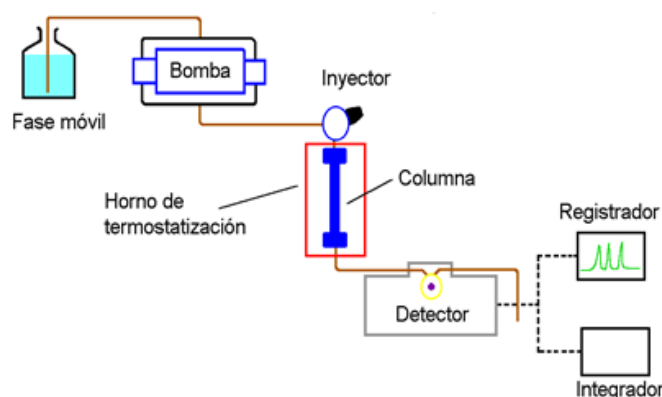 Fase móvil
Bomba
Inyector
Horno de
termostatización
Columna
Detector
Registrador
Integrador